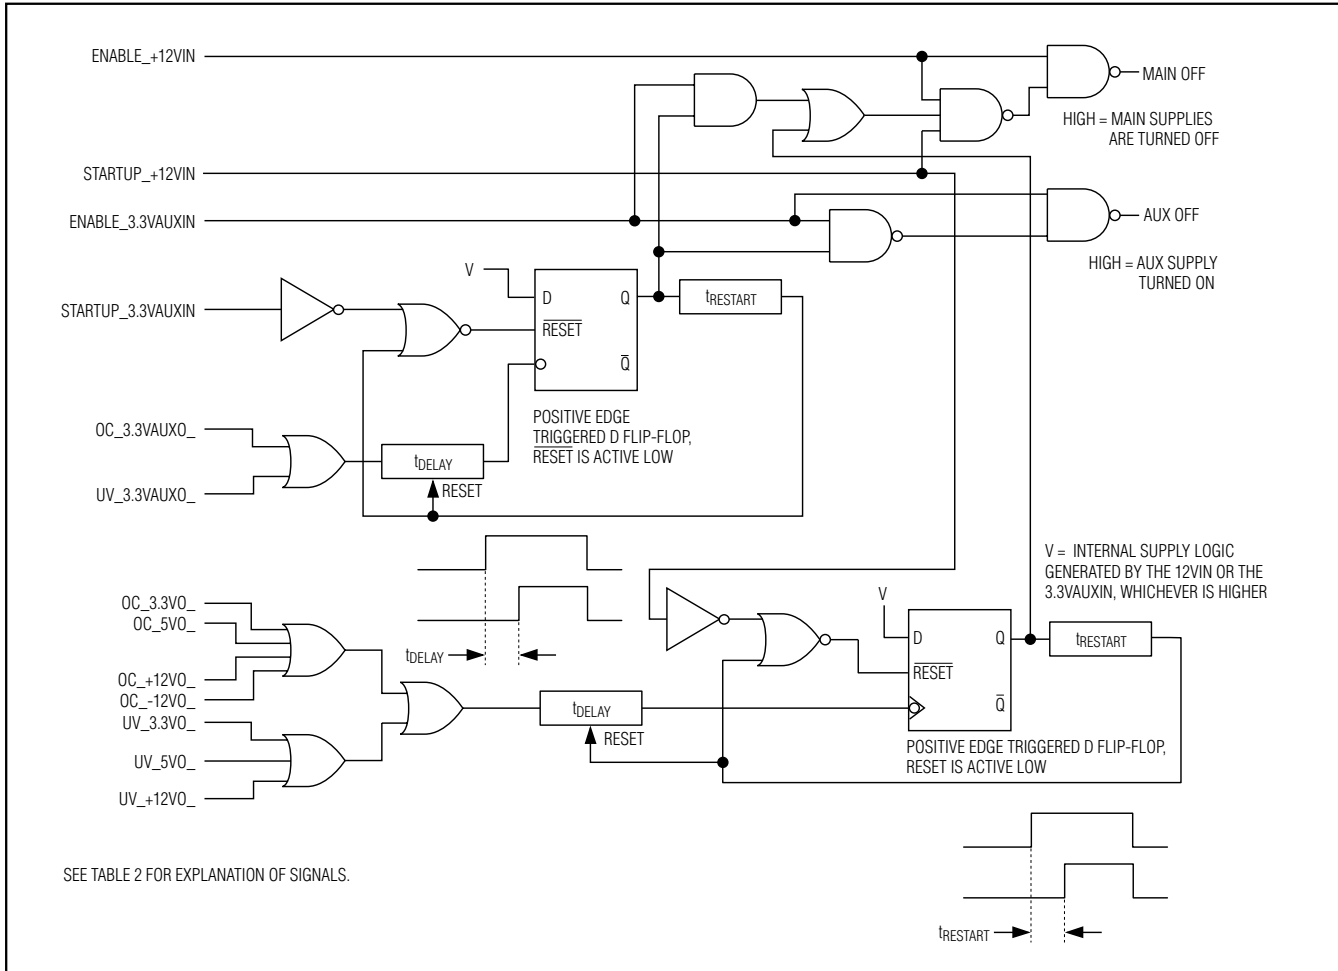 ENABLE_+12VIN
MAIN OFF
HIGH = MAIN SUPPLIES
ARE TURNED OFF
STARTUP_+12VIN
ENABLE_3.3VAUXIN
AUX OFF
HIGH = AUX SUPPLY
TURNED ON
V
D
Q
tRESTART
STARTUP_3.3VAUXIN
RESET
Q
POSITIVE EDGE
TRIGGERED D FLIP-FLOP,
RESET IS ACTIVE LOW
OC_3.3VAUXO_
tDELAY
RESET
UV_3.3VAUXO_
V = INTERNAL SUPPLY LOGIC
GENERATED BY THE 12VIN OR THE
3.3VAUXIN, WHICHEVER IS HIGHER
OC_3.3VO_
OC_5VO_
OC_+12VO_
OC_-12VO_
UV_3.3VO_
UV_5VO_
UV_+12VO_
tDELAY
V
D
Q
tRESTART
RESET
Q
tDELAY
RESET
POSITIVE EDGE TRIGGERED D FLIP-FLOP,
RESET IS ACTIVE LOW
SEE TABLE 2 FOR EXPLANATION OF SIGNALS.
tRESTART